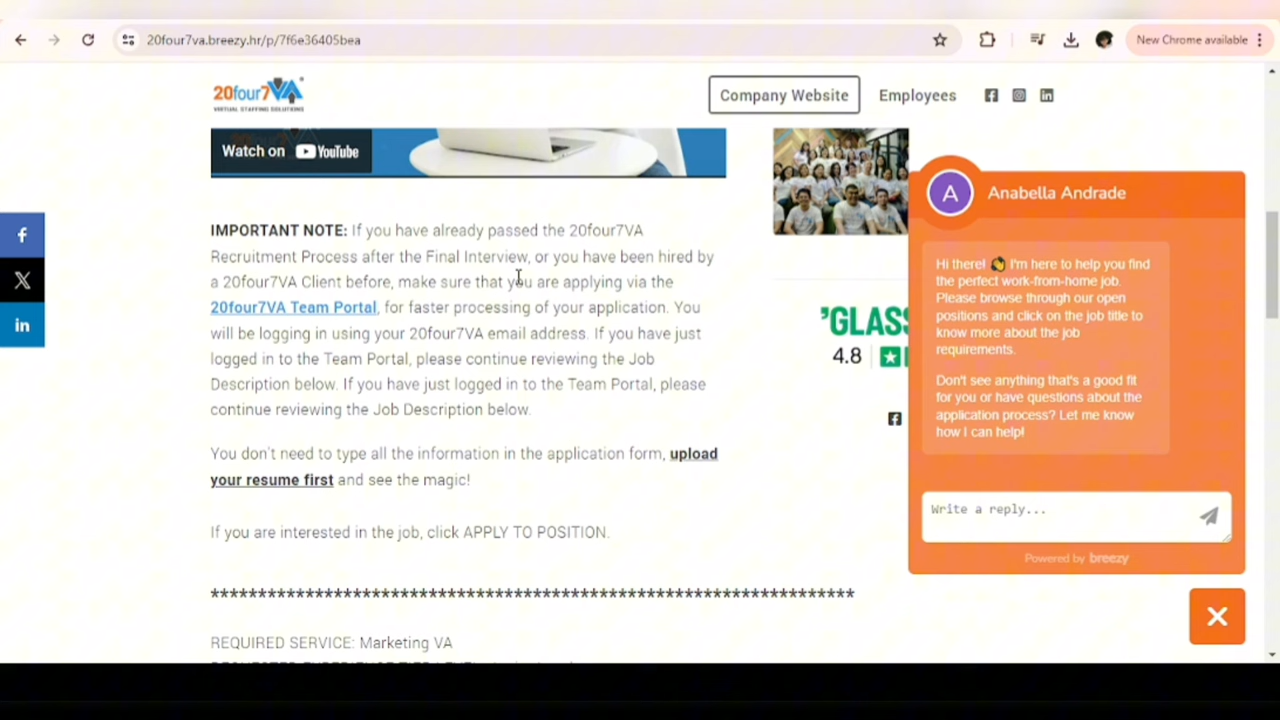 20four7va.breezy.hr/p/7f6e36405bea
New Chrome available
20four7VA
VIRTUAL STAFFING SOLUTIONS
Company Website
Employees
Watch on YouTube
IMPORTANT NOTE: If you have already passed the 20four7VA
Recruitment Process after the Final Interview, or you have been hired by
a 20four7VA Client before, make sure that you are applying via the
20four7VA Team Portal, for faster processing of your application. You
will be logging in using your 20four7VA email address. If you have just
logged in to the Team Portal, please continue reviewing the Job
Description below. If you have just logged in to the Team Portal, please
continue reviewing the Job Description below.
You don't need to type all the information in the application form, upload
your resume first and see the magic!
If you are interested in the job, click APPLY TO POSITION.
********************************************************************
REQUIRED SERVICE: Marketing VA
'GLASS
4.8
A
Anabella Andrade
Hi there! 👋 I'm here to help you find
the perfect work-from-home job.
Please browse through our open
positions and click on the job title to
know more about the job
requirements.
Don't see anything that's a good fit
for you or have questions about the
application process? Let me know
how I can help!
Write a reply...
Powered by breezy